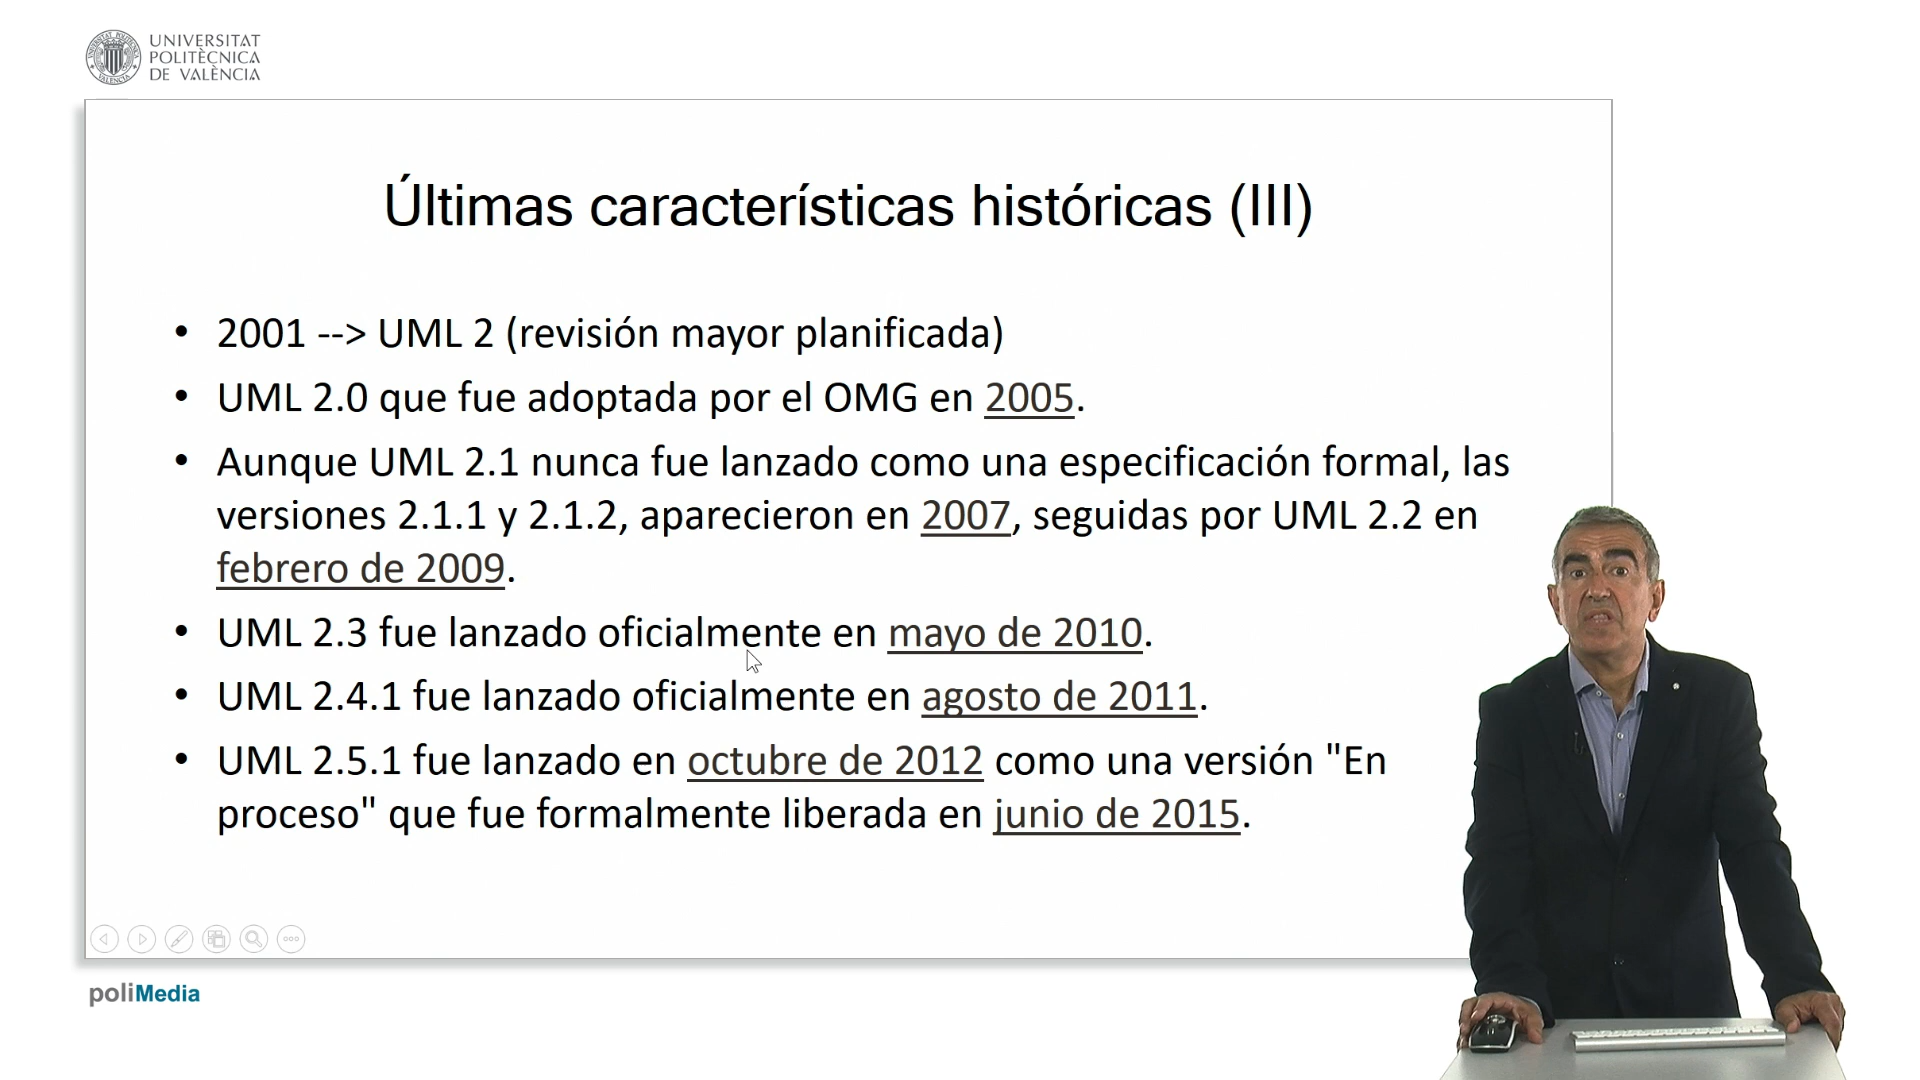 UNIVERSITAT
POLITÈCNICA
DE VALÈNCIA
Últimas características históricas (III)
• 2001 --> UML 2 (revisión mayor planificada)
• UML 2.0 que fue adoptada por el OMG en 2005.
• Aunque UML 2.1 nunca fue lanzado como una especificación formal, las
versiones 2.1.1 y 2.1.2, aparecieron en 2007, seguidas por UML 2.2 en
febrero de 2009.
• UML 2.3 fue lanzado oficialmente en mayo de 2010.
• UML 2.4.1 fue lanzado oficialmente en agosto de 2011.
• UML 2.5.1 fue lanzado en octubre de 2012 como una versión "En
proceso" que fue formalmente liberada en junio de 2015.
poliMedia